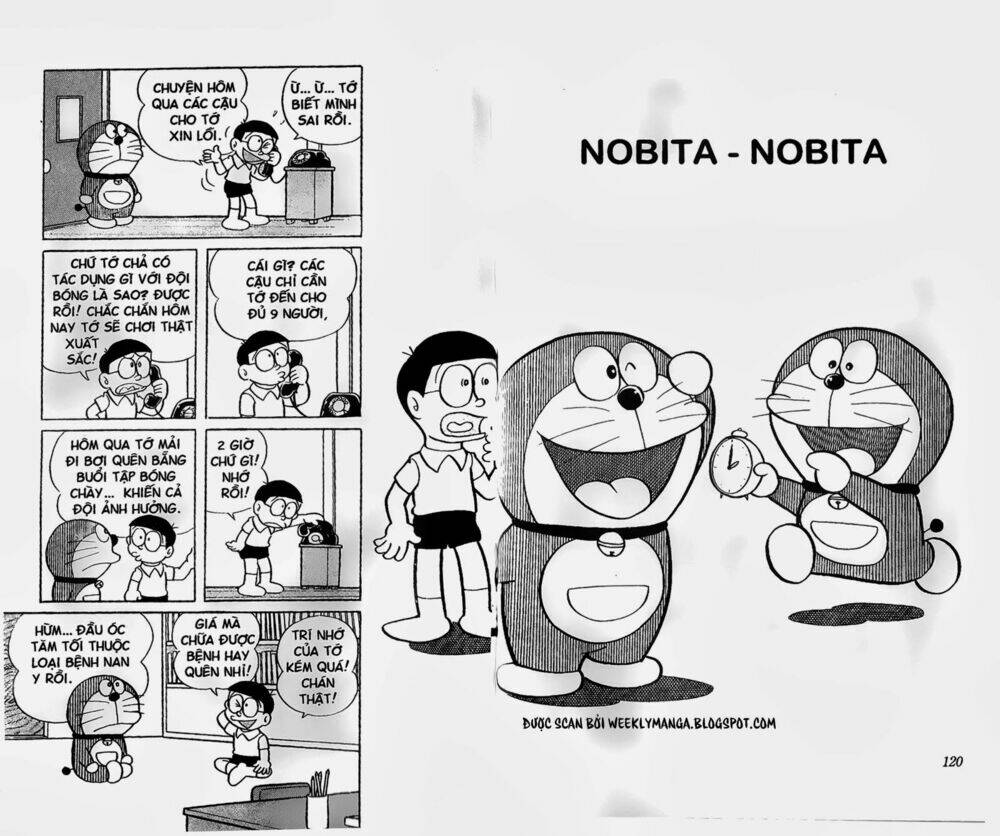 NOBITA - NOBITA
ĐƯỢC SCAN BỞI WEEKLYMANGA.BLOGSPOT.COM
120
Ừ... Ừ... TỚ
BIẾT MÌNH
SAI RỒI.
CHUYỆN HÔM
QUA CÁC CẬU
CHO TỚ
XIN LỖI.
CÁI GÌ? CÁC
CẬU CHỈ CẦN
TỚ ĐẾN CHO
ĐỦ 9 NGƯỜI,
CHỨ TỚ CHẢ CÓ
TÁC DỤNG GÌ VỚI ĐỘI
BÓNG LÀ SAO? ĐƯỢC
RỒI! CHẮC CHẮN HÔM
NAY TỚ SẼ CHƠI THẬT
XUẤT
SẮC!
2 GIỜ
CHỨ GÌ!
NHỚ
RỒI!
HÔM QUA TỚ MẢI
ĐI BƠI QUÊN BẴNG
BUỔI TẬP BÓNG
CHÀY... KHIẾN CẢ
ĐỘI ẢNH HƯỞNG.
TRÍ NHỚ
CỦA TỚ
KÉM QUÁ!
CHÁN
THẬT!
GIÁ MÀ
CHỮA ĐƯỢC
BỆNH HAY
QUÊN NHỈ!
HỪM... ĐẦU ÓC
TĂM TỐI THUỘC
LOẠI BỆNH NAN
Y RỒI.